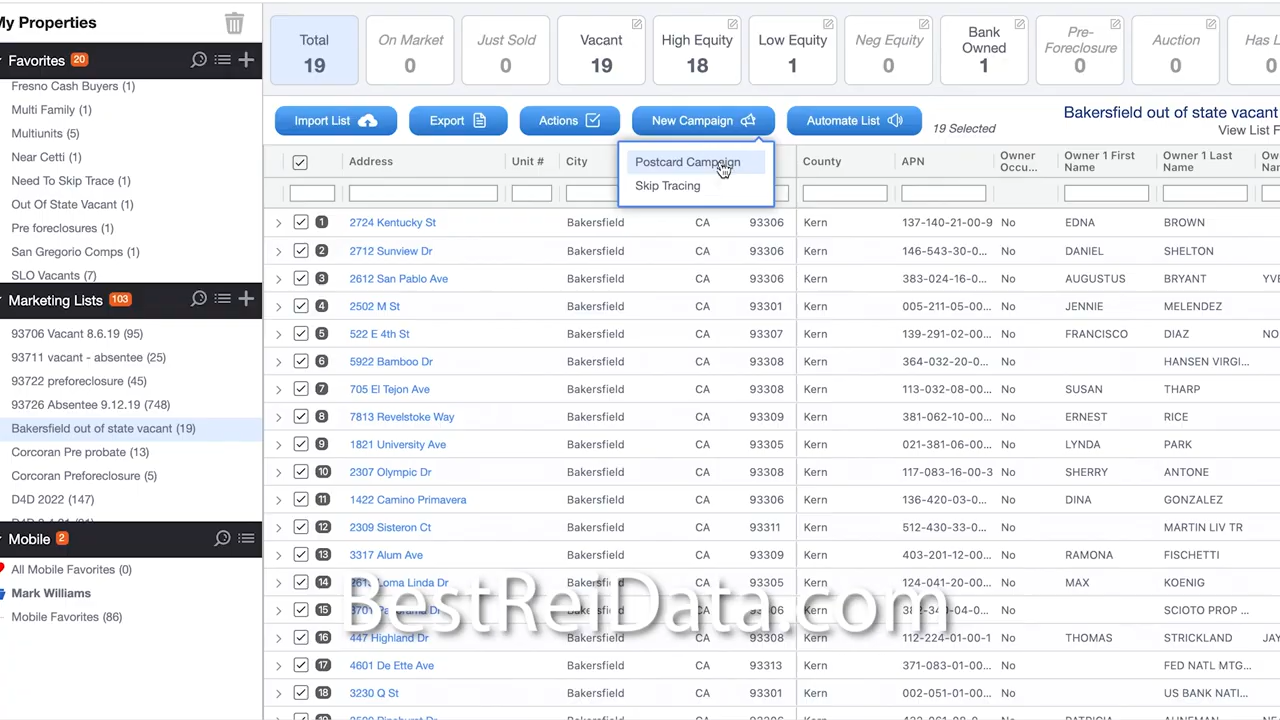 My Properties
Favorites 20
Fresno Cash Buyers (1)
Multi Family (1)
Multiunits (5)
Near Cetti (1)
Need To Skip Trace (1)
Out Of State Vacant (1)
Pre foreclosures (1)
San Gregorio Comps (1)
SLO Vacants (7)
Marketing Lists 103
93706 Vacant 8.6.19 (95)
93711 vacant - absentee (25)
93722 preforeclosure (45)
93726 Absentee 9.12.19 (748)
Bakersfield out of state vacant (19)
Corcoran Pre probate (13)
Corcoran Preforeclosure (5)
D4D 2022 (147)
Mobile 2
All Mobile Favorites (0)
Mark Williams
Mobile Favorites (86)
Total 19
On Market 0
Just Sold 0
Vacant 19
High Equity 18
Low Equity 1
Neg Equity 0
Bank Owned 1
Pre-Foreclosure 0
Auction 0
Has L
Import List
Export
Actions
New Campaign
Automate List
19 Selected
Bakersfield out of state vacant
View List F
Postcard Campaign
Skip Tracing
Address Unit # City County APN Owner Occu... Owner 1 First Name Owner 1 Last Name
1 2724 Kentucky St Bakersfield CA 93306 Kern 137-140-21-00-9 No EDNA BROWN
2 2712 Sunview Dr Bakersfield CA 93306 Kern 146-543-30-0... No DANIEL SHELTON
3 2612 San Pablo Ave Bakersfield CA 93306 Kern 383-024-16-0... No AUGUSTUS BRYANT YV
4 2502 M St Bakersfield CA 93301 Kern 005-211-05-00... No JENNIE MELENDEZ
5 522 E 4th St Bakersfield CA 93307 Kern 139-291-02-00... No FRANCISCO DIAZ NO
6 5922 Bamboo Dr Bakersfield CA 93308 Kern 364-032-20-0... No HANSEN VIRGI...
7 705 El Tejon Ave Bakersfield CA 93308 Kern 113-032-08-00... No SUSAN THARP
8 7813 Revelstoke Way Bakersfield CA 93309 Kern 381-062-10-00... No ERNEST RICE
9 1821 University Ave Bakersfield CA 93305 Kern 021-381-06-00... No LYNDA PARK
10 2307 Olympic Dr Bakersfield CA 93308 Kern 117-083-16-00-3 No SHERRY ANTONE
11 1422 Camino Primavera Bakersfield CA 93306 Kern 136-420-03-0... No DINA GONZALEZ
12 2309 Sisteron Ct Bakersfield CA 93311 Kern 512-430-33-0... No MARTIN LIV TR
13 3317 Alum Ave Bakersfield CA 93309 Kern 403-201-12-00... No RAMONA FISCHETTI
14 Loma Linda Dr Bakersfield CA 93305 Kern 124-041-20-00... No MAX KOENIG
BestReiData.com
15 Kern No SCIOTO PROP ...
16 447 Highland Dr Bakersfield CA 93308 Kern 112-224-01-00-1 No THOMAS STRICKLAND JAY
17 4601 De Ette Ave Bakersfield CA 93313 Kern 371-083-01-00... No FED NATL MTG...
18 3230 Q St Bakersfield CA 93301 Kern 002-051-01-00... No US BANK NATI...